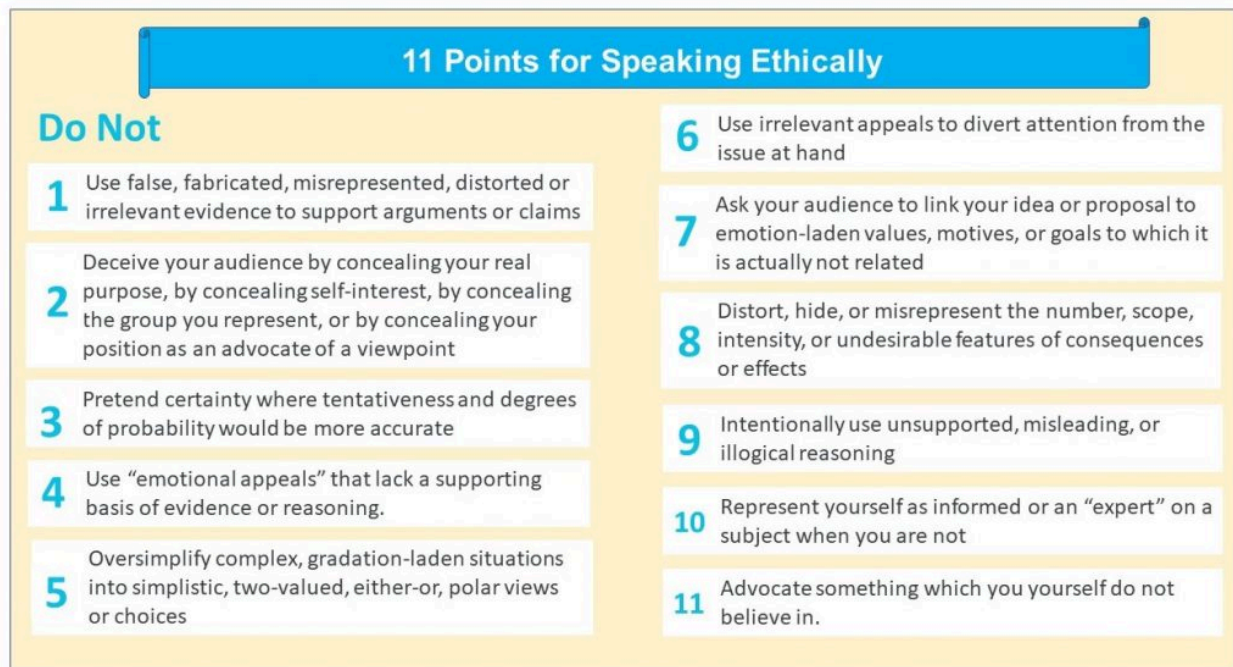 11 Points for Speaking Ethically
Do Not
1 Use false, fabricated, misrepresented, distorted or
irrelevant evidence to support arguments or claims
2 Deceive your audience by concealing your real
purpose, by concealing self-interest, by concealing
the group you represent, or by concealing your
position as an advocate of a viewpoint
3 Pretend certainty where tentativeness and degrees
of probability would be more accurate
4 Use “emotional appeals” that lack a supporting
basis of evidence or reasoning.
5 Oversimplify complex, gradation-laden situations
into simplistic, two-valued, either-or, polar views
or choices
6 Use irrelevant appeals to divert attention from the
issue at hand
7 Ask your audience to link your idea or proposal to
emotion-laden values, motives, or goals to which it
is actually not related
8 Distort, hide, or misrepresent the number, scope,
intensity, or undesirable features of consequences
or effects
9 Intentionally use unsupported, misleading, or
illogical reasoning
10 Represent yourself as informed or an “expert” on a
subject when you are not
11 Advocate something which you yourself do not
believe in.